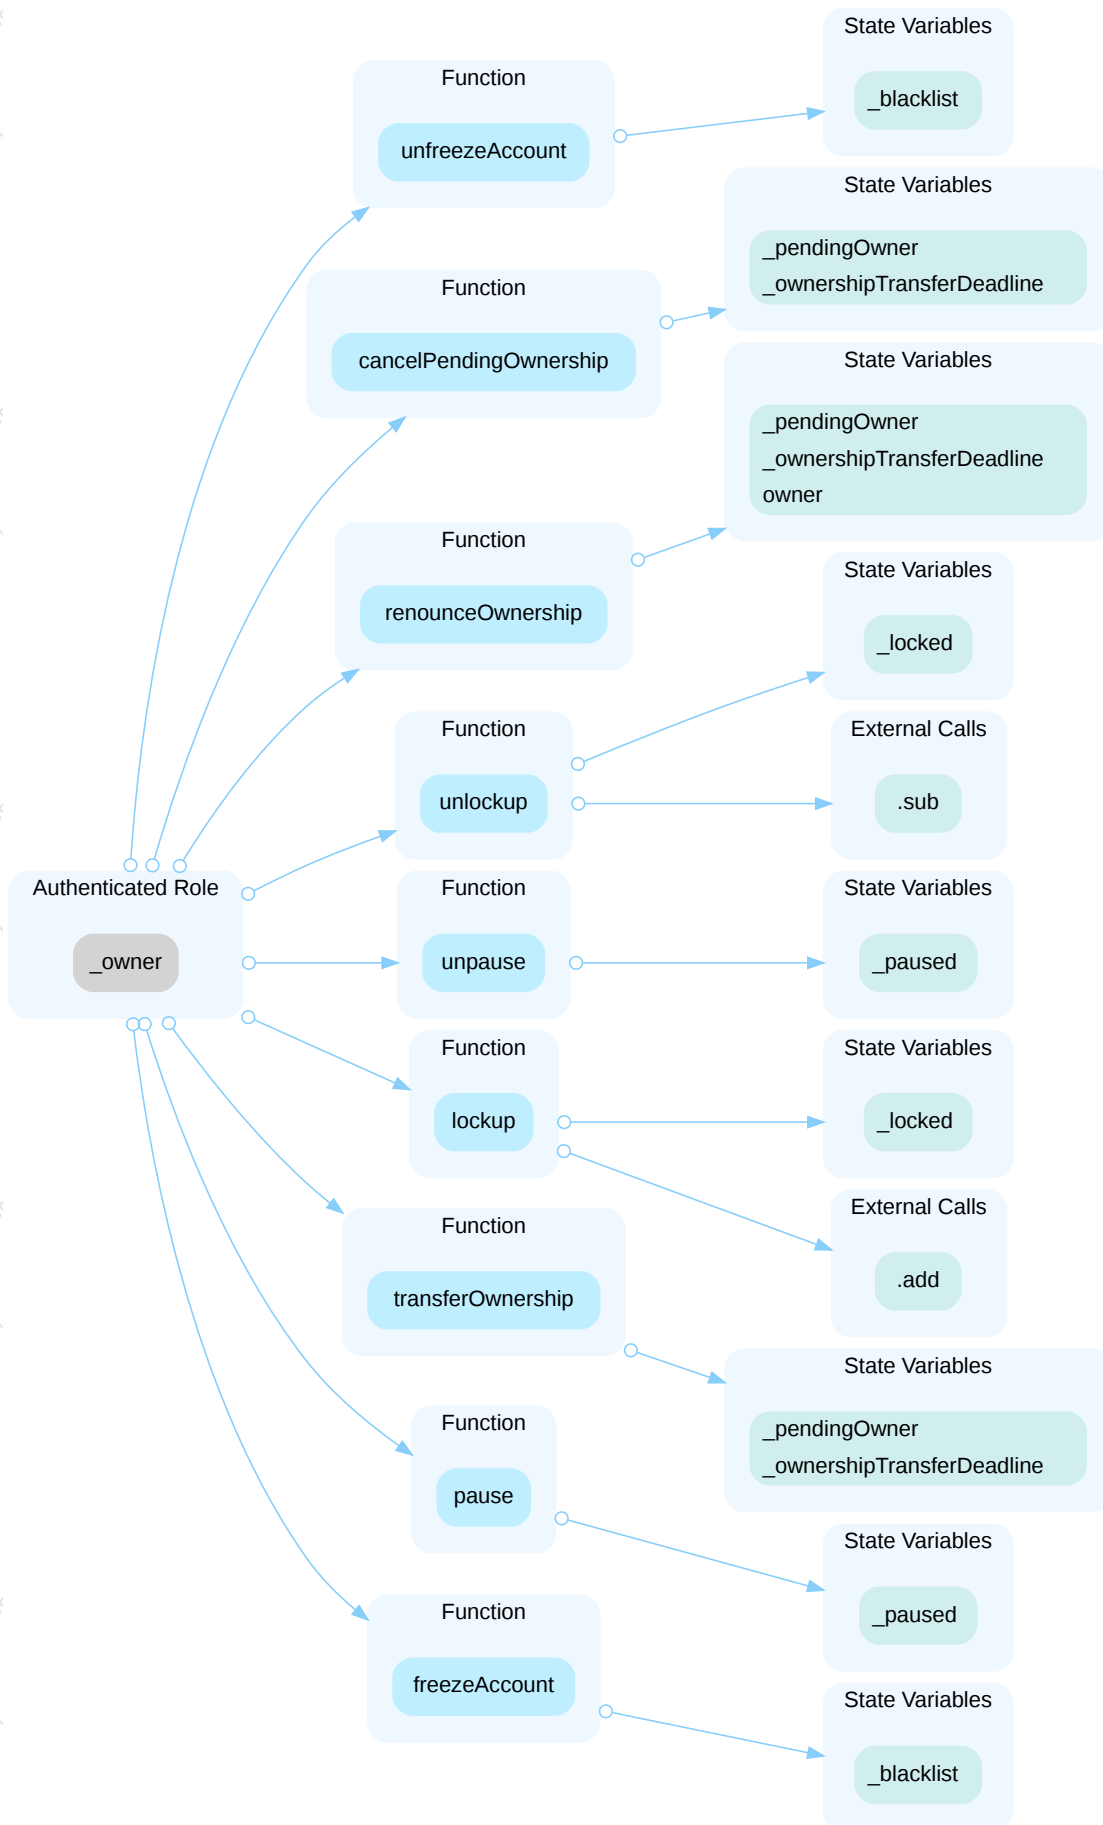 State Variables
_blacklist
Function
unfreezeAccount
State Variables
_pendingOwner
_ownershipTransferDeadline
Function
cancelPendingOwnership
State Variables
_pendingOwner
_ownershipTransferDeadline
owner
Function
renounceOwnership
State Variables
_locked
Function
unlockup
External Calls
.sub
Authenticated Role
_owner
Function
unpause
State Variables
_paused
Function
lockup
State Variables
_locked
External Calls
.add
Function
transferOwnership
State Variables
_pendingOwner
_ownershipTransferDeadline
Function
pause
State Variables
_paused
Function
freezeAccount
State Variables
_blacklist